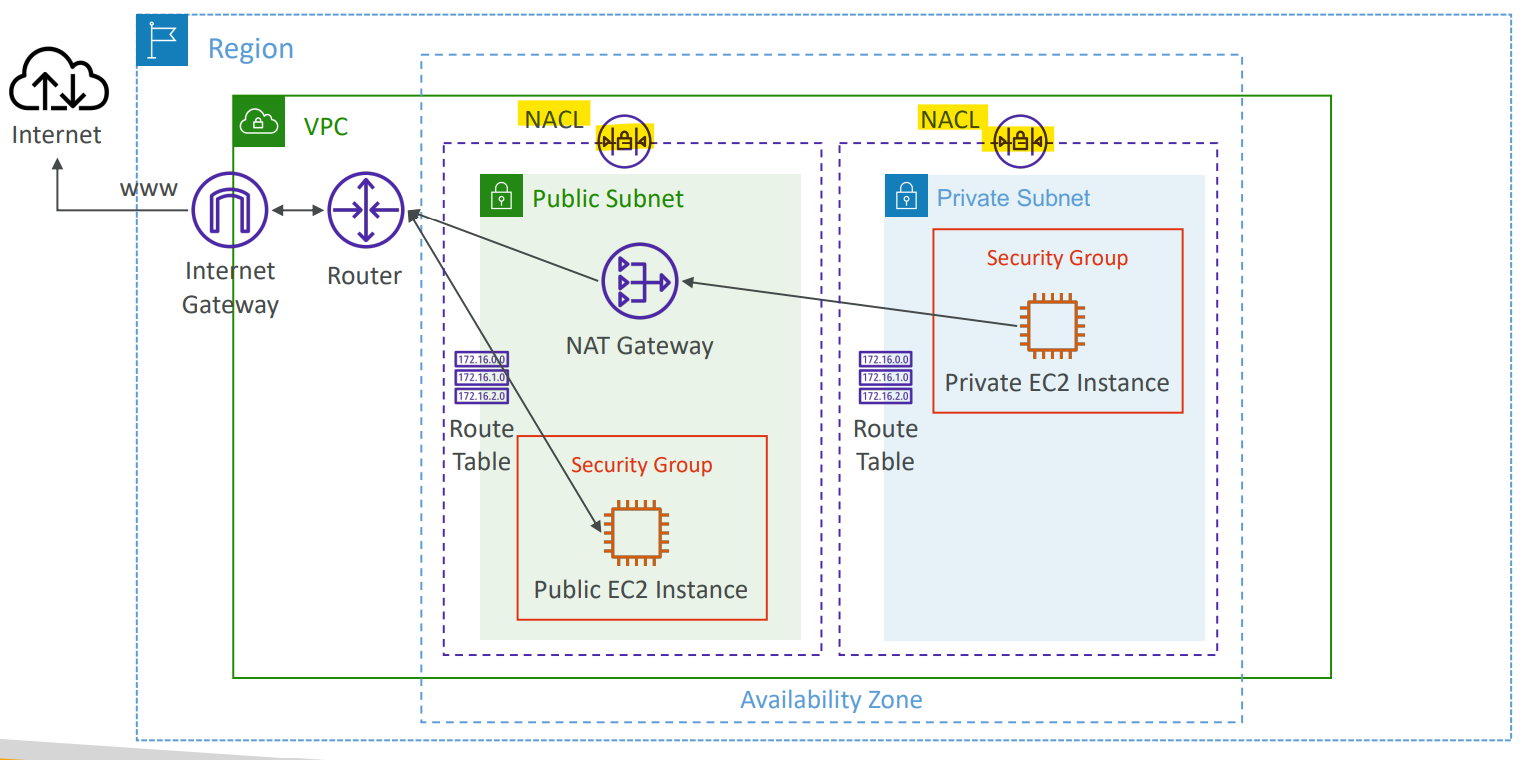 Region
Internet
VPC
www
Internet
Gateway
Router
NACL
Public Subnet
NAT Gateway
172.16.0.0
172.16.1.0
172.16.2.0
Route
Table
Security Group
Public EC2 Instance
NACL
Private Subnet
Security Group
Private EC2 Instance
172.16.0.0
172.16.1.0
172.16.2.0
Route
Table
Availability Zone